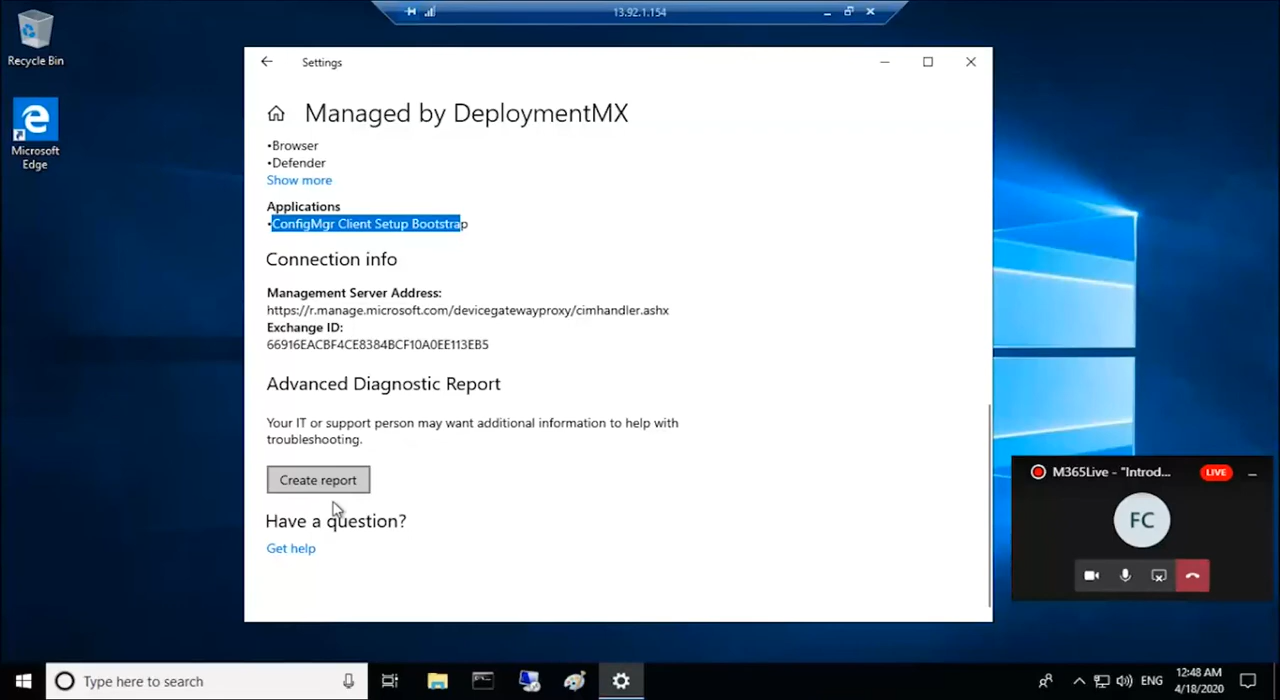 13.92.1.154
Recycle Bin
Microsoft
Edge
Settings
Managed by DeploymentMX
•Browser
•Defender
Show more
Applications
•ConfigMgr Client Setup Bootstrap
Connection info
Management Server Address:
https://r.manage.microsoft.com/devicegatewayproxy/cimhandler.ashx
Exchange ID:
66916EACBF4CE8384BCF10A0EE113EB5
Advanced Diagnostic Report
Your IT or support person may want additional information to help with
troubleshooting.
Create report
Have a question?
Get help
M365Live - "Introd...
LIVE
FC
Type here to search
ENG
12:48 AM
4/18/2020